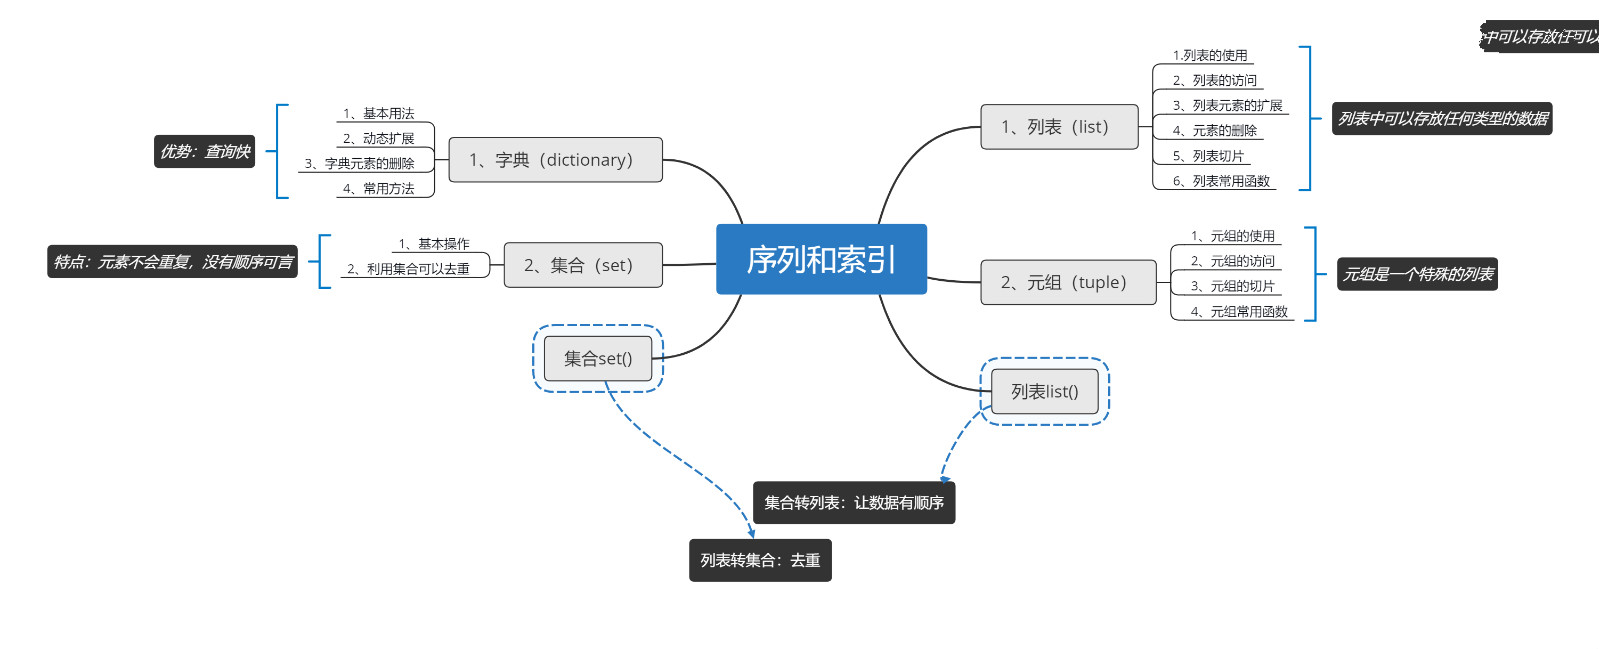 中可以存放任可以
1.列表的使用
2、列表的访问
3、列表元素的扩展
4、元素的删除
5、列表切片
6、列表常用函数
1、列表（list）
列表中可以存放任何类型的数据
1、基本用法
2、动态扩展
3、字典元素的删除
4、常用方法
1、字典（dictionary）
优势：查询快
序列和索引
1、基本操作
2、利用集合可以去重
2、集合（set）
特点：元素不会重复，没有顺序可言
1、元组的使用
2、元组的访问
3、元组的切片
4、元组常用函数
2、元组（tuple）
元组是一个特殊的列表
集合set()
列表list()
集合转列表：让数据有顺序
列表转集合：去重